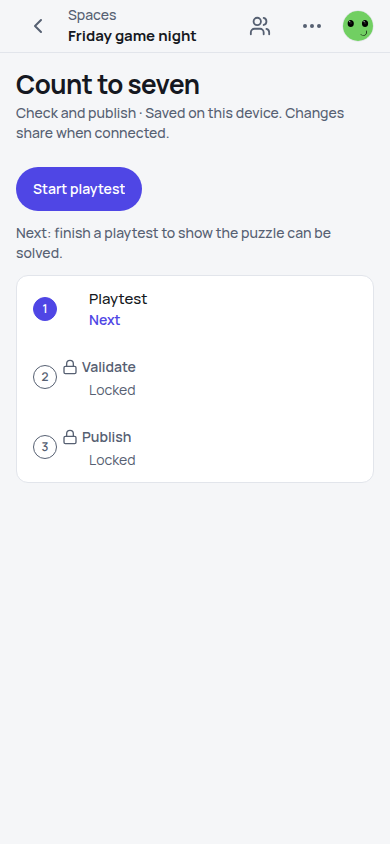 Spaces
Friday game night
Count to seven
Check and publish · Saved on this device. Changes
share when connected.
Start playtest
Next: finish a playtest to show the puzzle can be
solved.
1
Playtest
Next
2
Validate
Locked
3
Publish
Locked